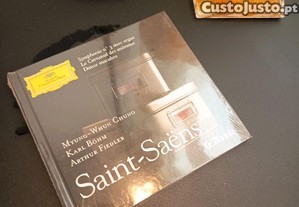 CustoJusto.pt
Symphonie n° 3 avec orgue
Le Carnaval des animaux
Danse macabre
Myung-Whun Chung
Karl Böhm
Arthur Fiedler
Saint-Saëns